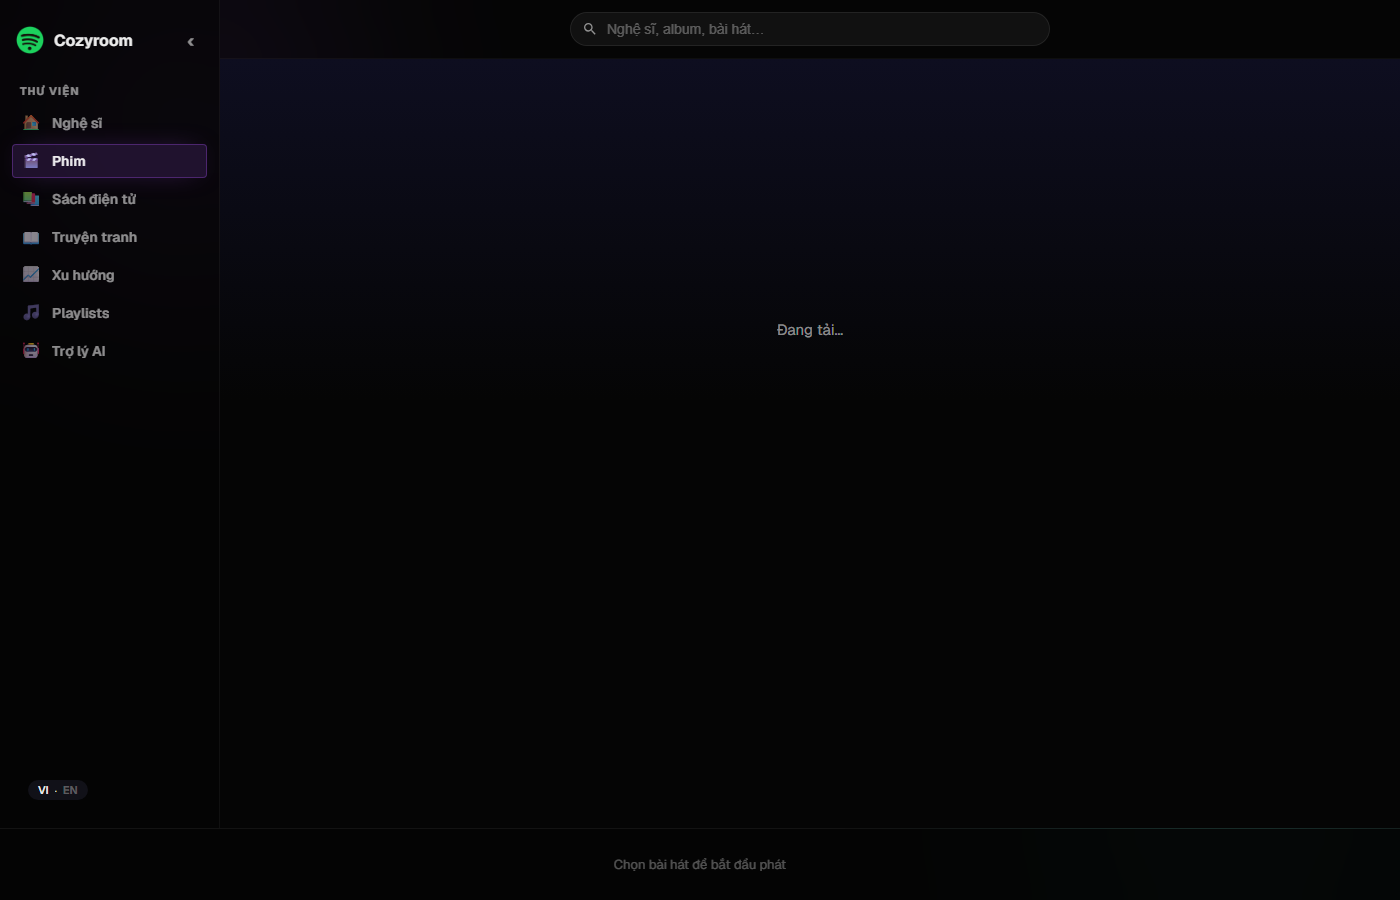 Cozyroom
Nghệ sĩ, album, bài hát...
THƯ VIỆN
Nghệ sĩ
Phim
Sách điện tử
Truyện tranh
Xu hướng
Playlists
Trợ lý AI
Đang tải...
VI · EN
Chọn bài hát để bắt đầu phát